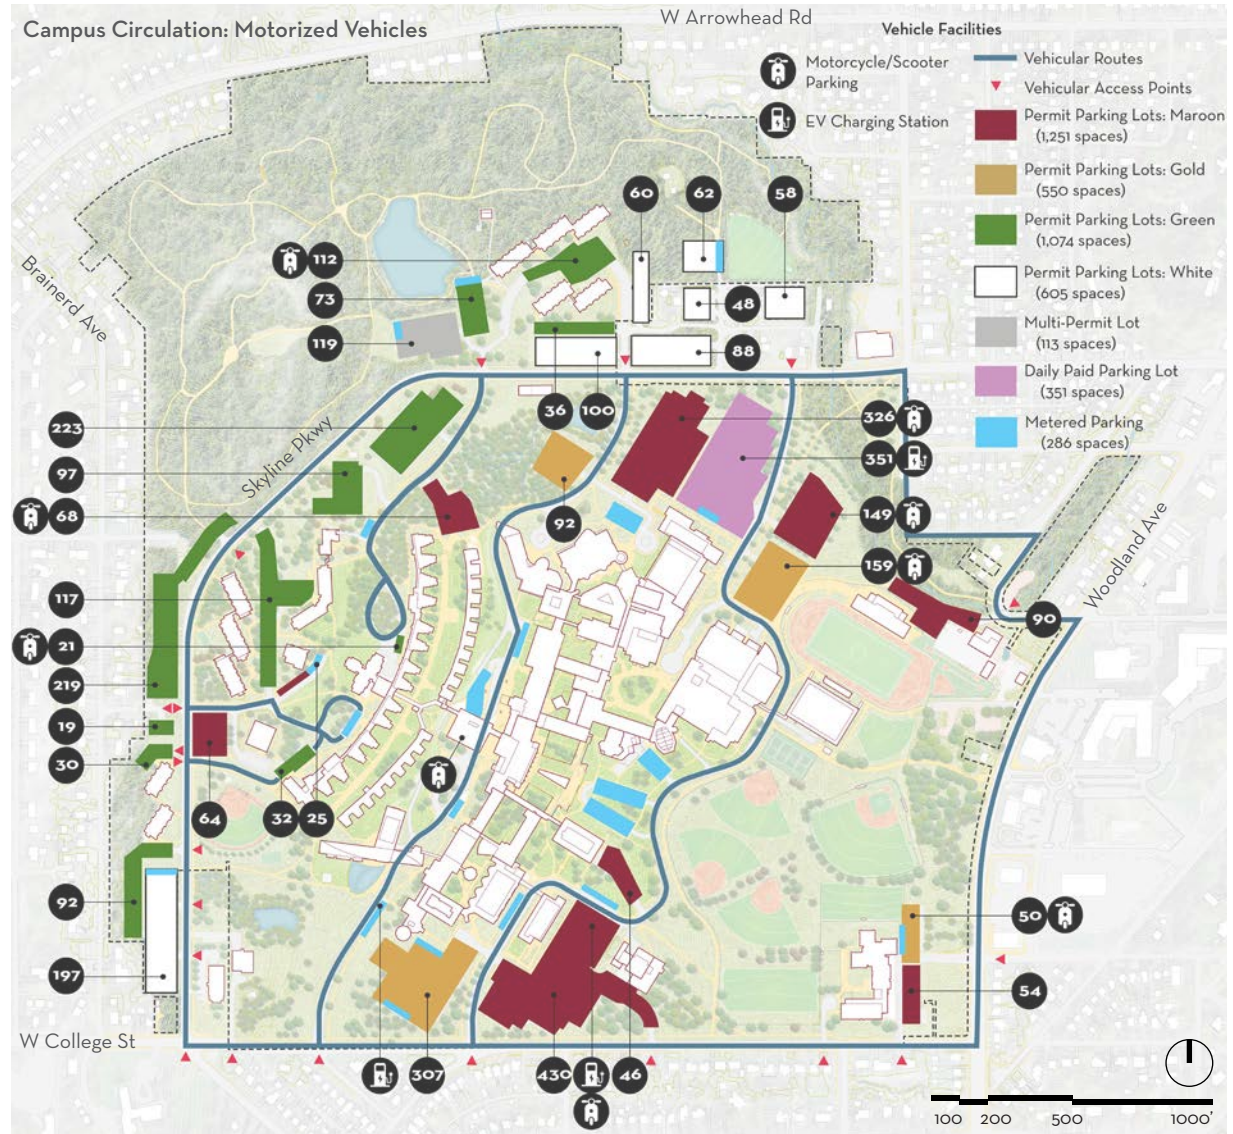 W Arrowhead Rd
Campus Circulation: Motorized Vehicles
Vehicle Facilities
Motorcycle/Scooter
Parking
EV Charging Station
Vehicular Routes
Vehicular Access Points
Permit Parking Lots: Maroon
(1,251 spaces)
Permit Parking Lots: Gold
(550 spaces)
Permit Parking Lots: Green
(1,074 spaces)
Permit Parking Lots: White
(605 spaces)
Multi-Permit Lot
(113 spaces)
Daily Paid Parking Lot
(351 spaces)
Metered Parking
(286 spaces)
60
62
58
112
73
48
119
88
Brainerd Ave
36
100
326
223
351
97
Skyline Pkwy
68
92
149
159
Woodland Ave
117
90
21
219
19
30
64
32
25
92
50
197
54
W College St
307
430
46
100
200
500
1000'